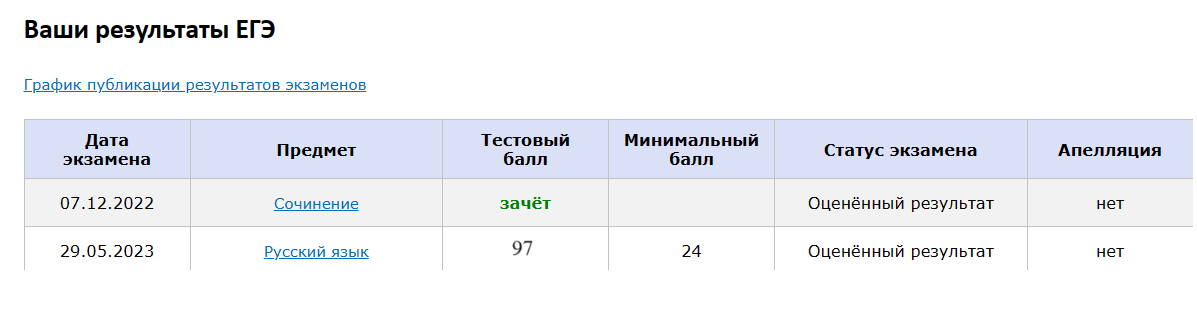 Ваши результаты ЕГЭ
График публикации результатов экзаменов
Дата экзамена Предмет Тестовый балл Минимальный балл Статус экзамена Апелляция
07.12.2022 Сочинение зачёт Оценённый результат нет
29.05.2023 Русский язык 97 24 Оценённый результат нет